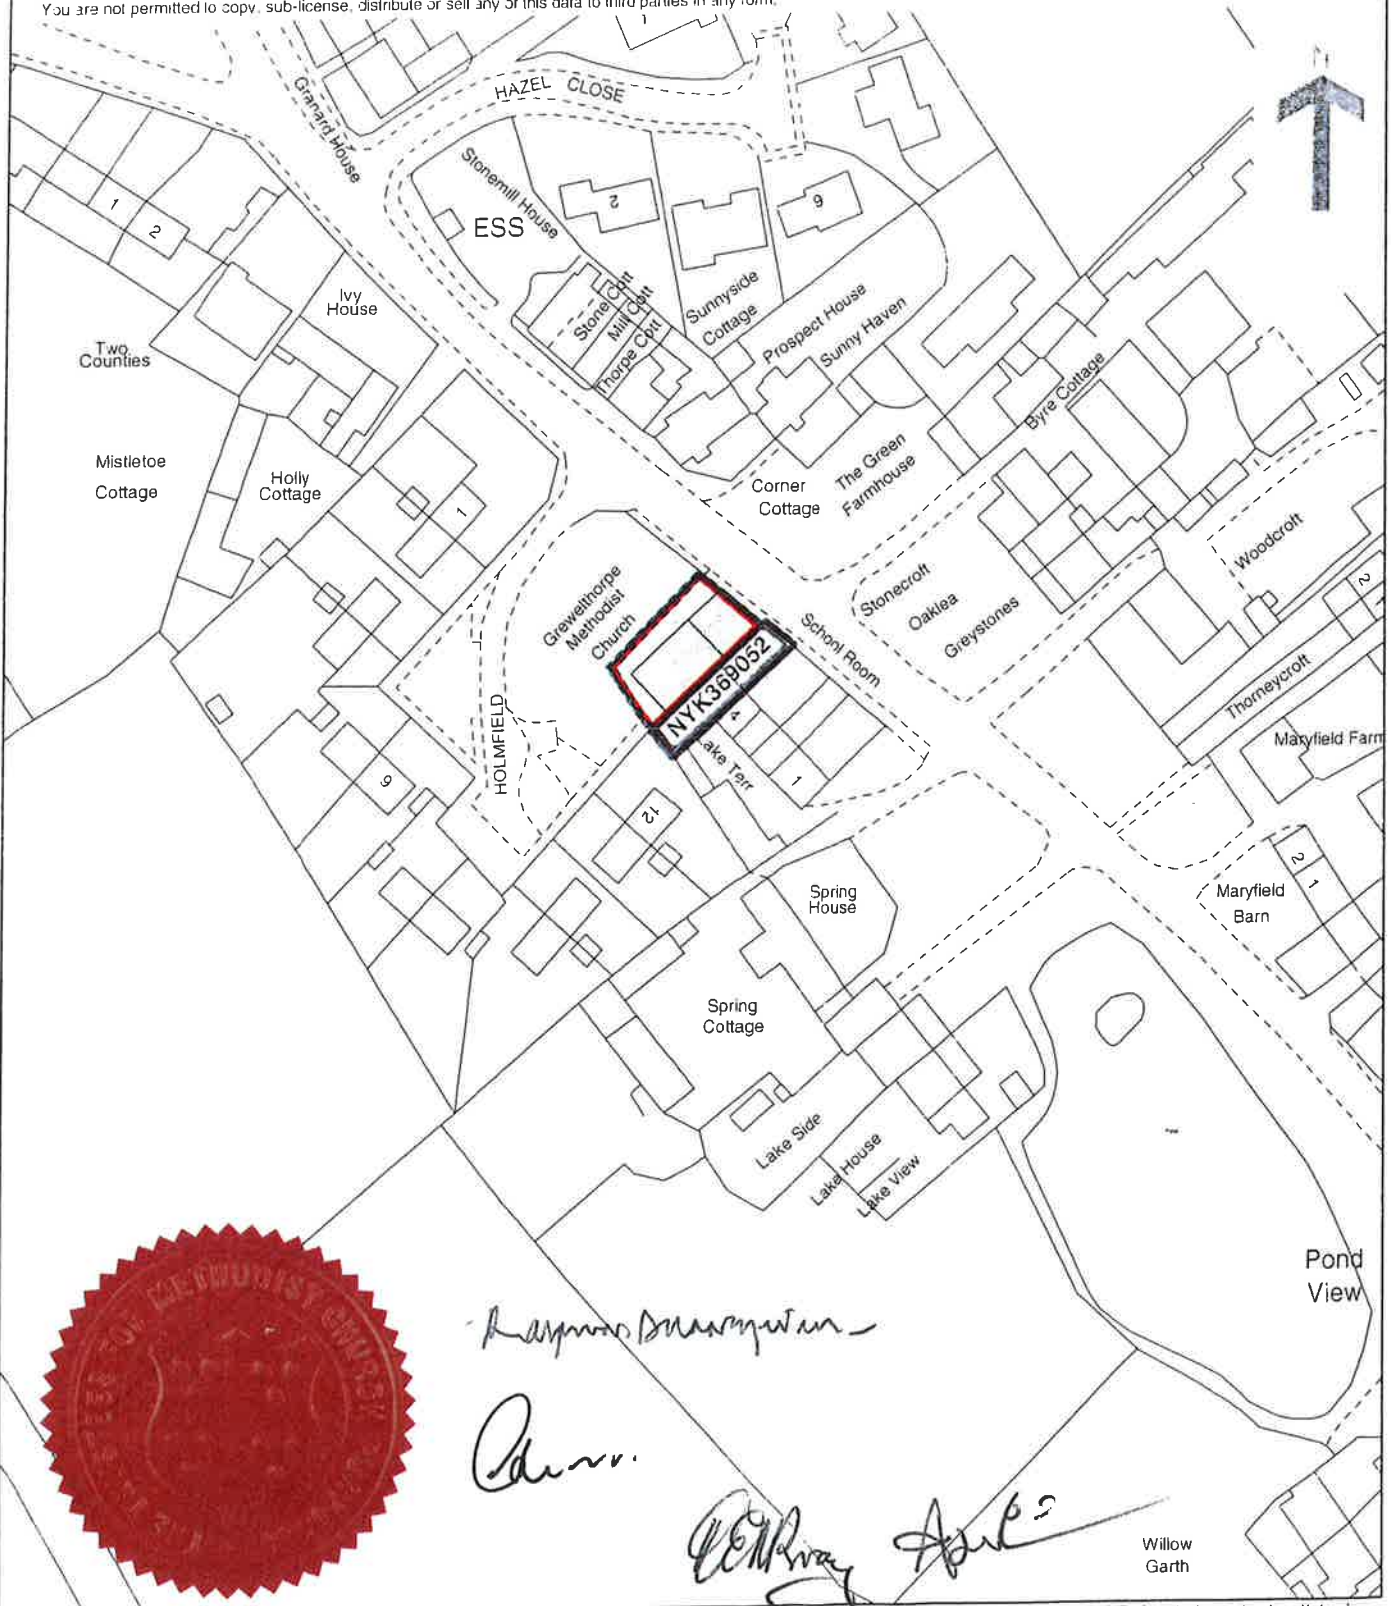 You are not permitted to copy, sub-license, distribute or sell any of this data to third parties in any form.
1
N
HAZEL CLOSE
Granard House
Stonemill House
2
6
ESS
1
2
Ivy
House
Stone Cott
Mill Cott
Thorpe Cott
Sunnyside
Cottage
Prospect House
Sunny Haven
Two
Counties
Byre Cottage
Mistletoe
Cottage
Holly
Cottage
1
Corner
Cottage
The Green
Farmhouse
Woodcroft
2
1
Grewelthorpe
Methodist
Church
School Room
Stonecroft
Oaklea
Greystones
NYK369052
Thorneycroft
HOLMFIELD
4
Lake Terr
1
Maryfield Farm
9
12
2
1
Spring
House
Maryfield
Barn
Spring
Cottage
Lake Side
Lake House
Lake View
Pond
View
METHODIST CHURCH
Willow
Garth